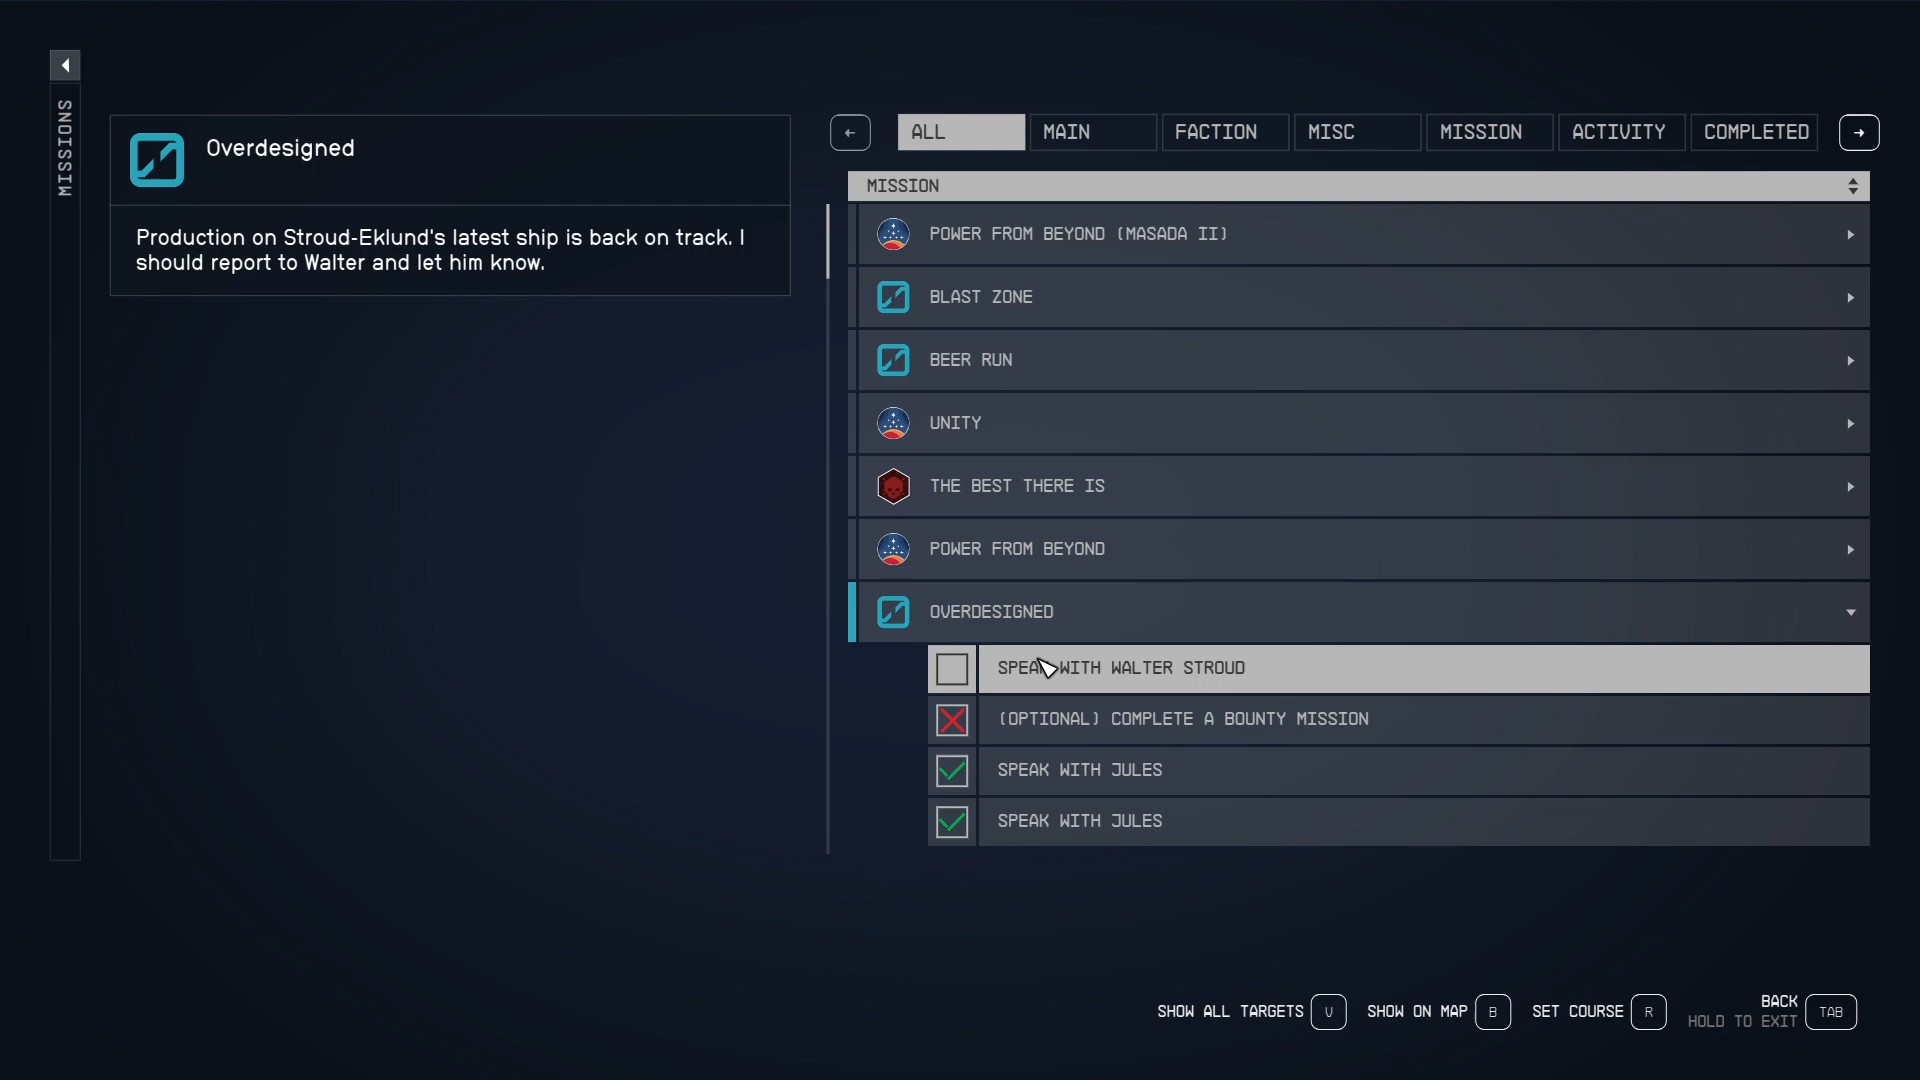 MISSIONS
Overdesigned
Production on Stroud-Eklund's latest ship is back on track. I
should report to Walter and let him know.
ALL
MAIN
FACTION
MISC
MISSION
ACTIVITY
COMPLETED
MISSION
POWER FROM BEYOND (MASADA II)
BLAST ZONE
BEER RUN
UNITY
THE BEST THERE IS
POWER FROM BEYOND
OVERDESIGNED
SPEAK WITH WALTER STROUD
(OPTIONAL) COMPLETE A BOUNTY MISSION
SPEAK WITH JULES
SPEAK WITH JULES
SHOW ALL TARGETS V
SHOW ON MAP B
SET COURSE R
BACK
HOLD TO EXIT
TAB